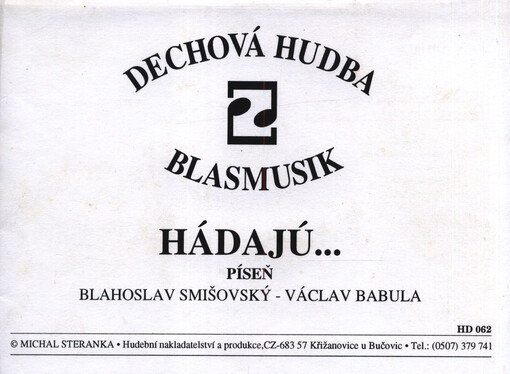 DECHOVÁ HUDBA
BLASMUSIK
HÁDAJÚ...
PÍSEŇ
BLAHOSLAV SMIŠOVSKÝ - VÁCLAV BABULA
HD 062
© MICHAL STERANKA • Hudební nakladatelství a produkce,CZ-683 57 Křižanovice u Bučovic • Tel.: (0507) 379 741